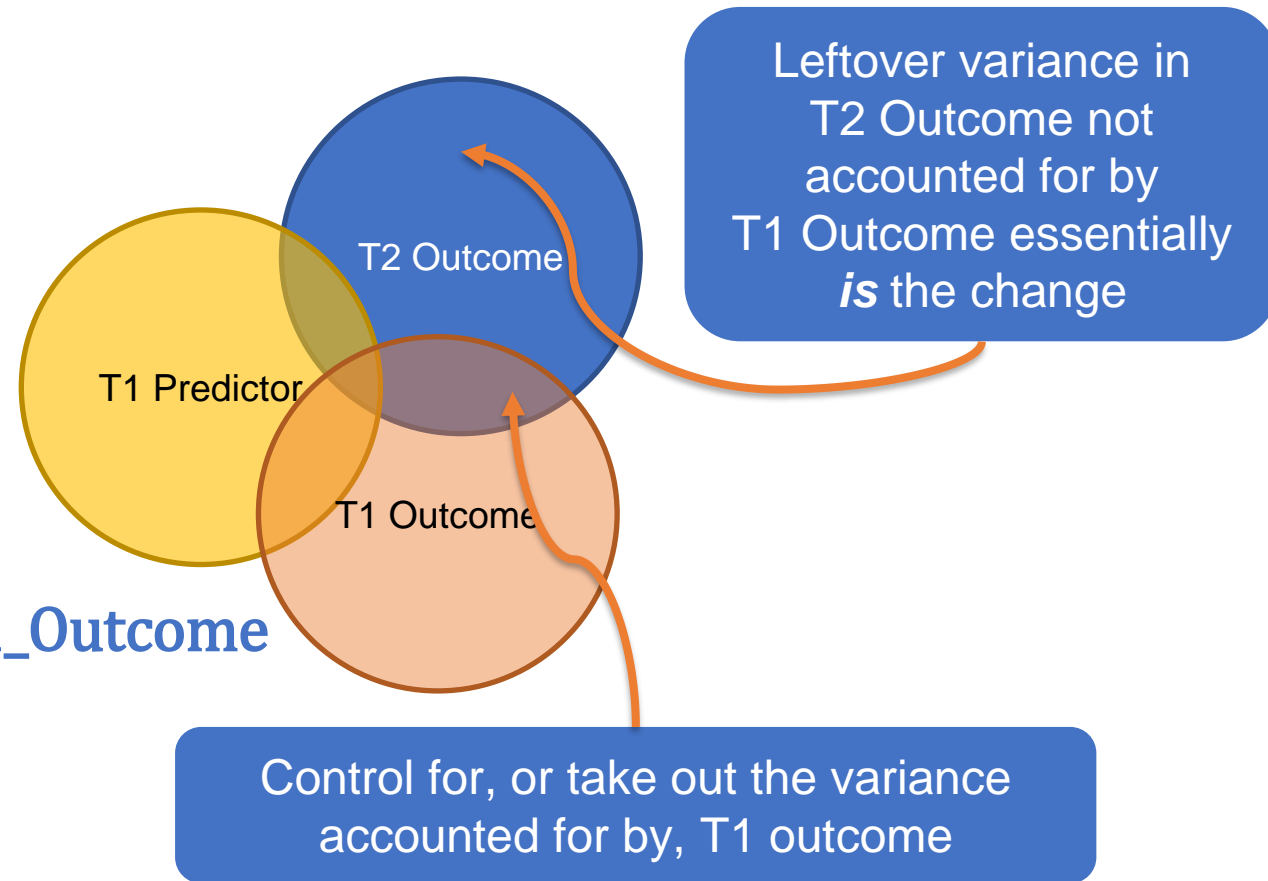 Leftover variance in
T2 Outcome not
accounted for by
T1 Outcome essentially
is the change
T2 Outcome
T1 Predictor
T1 Outcome
_Outcome
Control for, or take out the variance
accounted for by, T1 outcome